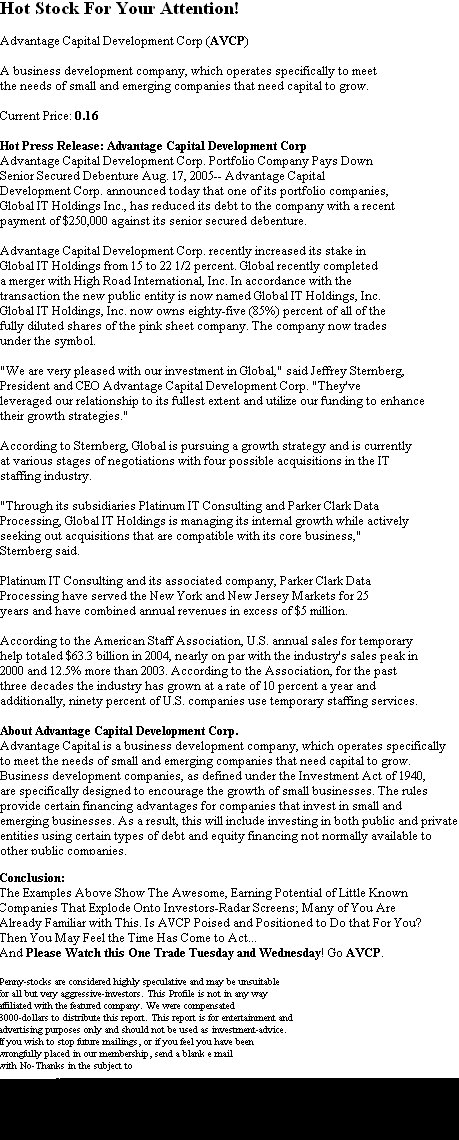 Hot Stock For Your Attention!
Advantage Capital Development Corp (AVCP)
A business development company, which operates specifically to meet
the needs of small and emerging companies that need capital to grow.
Current Price: 0.16
Hot Press Release: Advantage Capital Development Corp
Advantage Capital Development Corp. Portfolio Company Pays Down
Senior Secured Debenture Aug. 17, 2005-- Advantage Capital
Development Corp. announced today that one of its portfolio companies,
Global IT Holdings Inc., has reduced its debt to the company with a recent
payment of $250,000 against its senior secured debenture.
Advantage Capital Development Corp. recently increased its stake in
Global IT Holdings from 15 to 22 1/2 percent. Global recently completed
a merger with High Road International, Inc. In accordance with the
transaction the new public entity is now named Global IT Holdings, Inc.
Global IT Holdings, Inc. now owns eighty-five (85%) percent of all of the
fully diluted shares of the pink sheet company. The company now trades
under the symbol.
"We are very pleased with our investment in Global," said Jeffrey Sternberg,
President and CEO Advantage Capital Development Corp. "They've
leveraged our relationship to its fullest extent and utilize our funding to enhance
their growth strategies."
According to Sternberg, Global is pursuing a growth strategy and is currently
at various stages of negotiations with four possible acquisitions in the IT
staffing industry.
"Through its subsidiaries Platinum IT Consulting and Parker Clark Data
Processing, Global IT Holdings is managing its internal growth while actively
seeking out acquisitions that are compatible with its core business,"
Sternberg said.
Platinum IT Consulting and its associated company, Parker Clark Data
Processing have served the New York and New Jersey Markets for 25
years and have combined annual revenues in excess of $5 million.
According to the American Staff Association, U.S. annual sales for temporary
help totaled $63.3 billion in 2004, nearly on par with the industry's sales peak in
2000 and 12.5% more than 2003. According to the Association, for the past
three decades the industry has grown at a rate of 10 percent a year and
additionally, ninety percent of U.S. companies use temporary staffing services.
About Advantage Capital Development Corp.
Advantage Capital is a business development company, which operates specifically
to meet the needs of small and emerging companies that need capital to grow.
Business development companies, as defined under the Investment Act of 1940,
are specifically designed to encourage the growth of small businesses. The rules
provide certain financing advantages for companies that invest in small and
emerging businesses. As a result, this will include investing in both public and private
entities using certain types of debt and equity financing not normally available to
other public companies.
Conclusion:
The Examples Above Show The Awesome, Earning Potential of Little Known
Companies That Explode Onto Investors-Radar Screens; Many of You Are
Already Familiar with This. Is AVCP Poised and Positioned to Do that For You?
Then You May Feel the Time Has Come to Act...
And Please Watch this One Trade Tuesday and Wednesday! Go AVCP.
Penny-stocks are considered highly speculative and may be unsuitable
for all but very aggressive-investors. This Profile is not in any way
affiliated with the featured company. We were compensated
3000-dollars to distribute this report. This report is for entertainment and
advertising purposes only and should not be used as investment-advice.
If you wish to stop future mailings, or if you feel you have been
wrongfully placed in our membership, send a blank e mail
with No-Thanks in the subject to